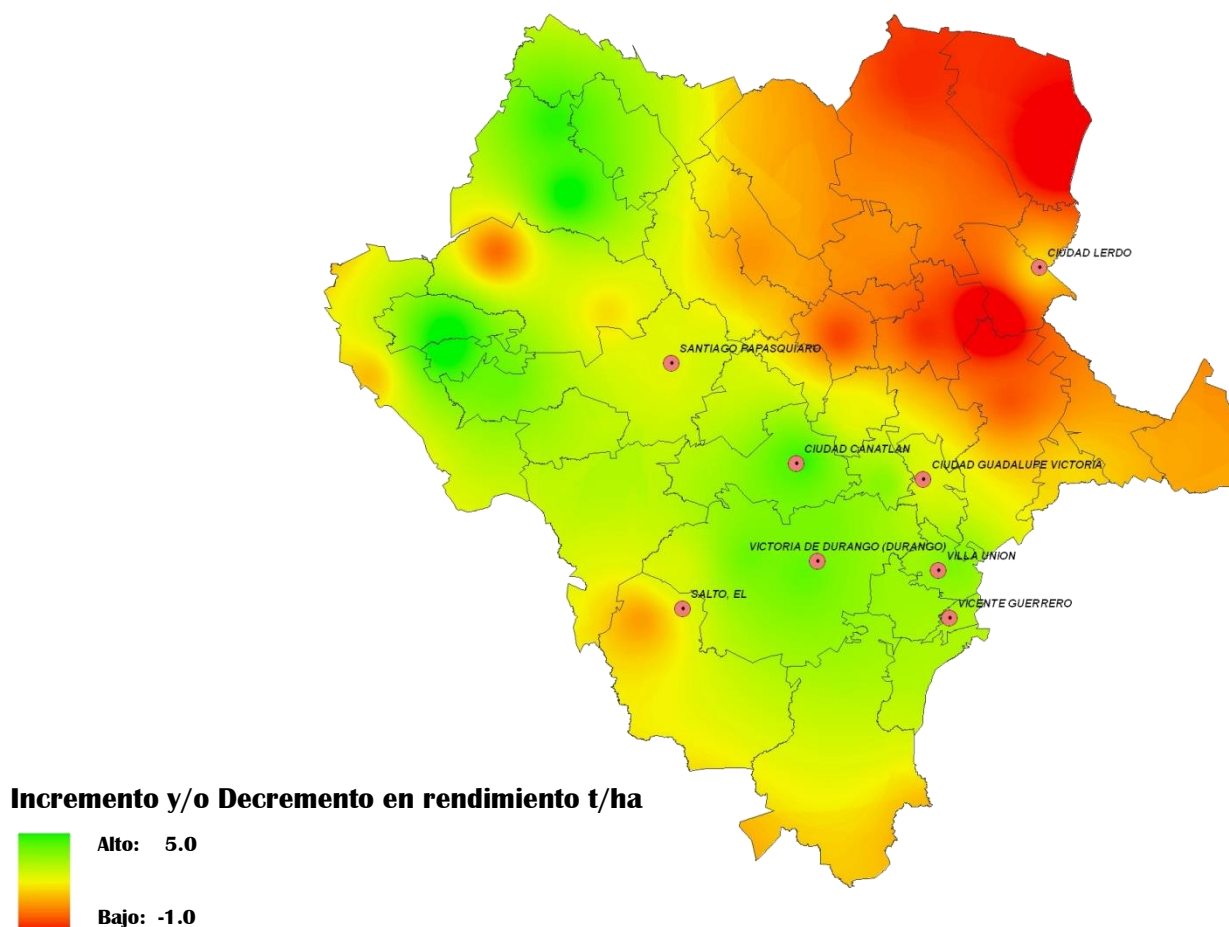 CIUDAD LERDO
SANTIAGO PAPASQUIARO
CIUDAD CANATLAN
CIUDAD GUADALUPE VICTORIA
VICTORIA DE DURANGO (DURANGO)
VILLA UNION
SALTO, EL
VICENTE GUERRERO
Incremento y/o Decremento en rendimiento t/ha
Alto: 5.0
Bajo: -1.0